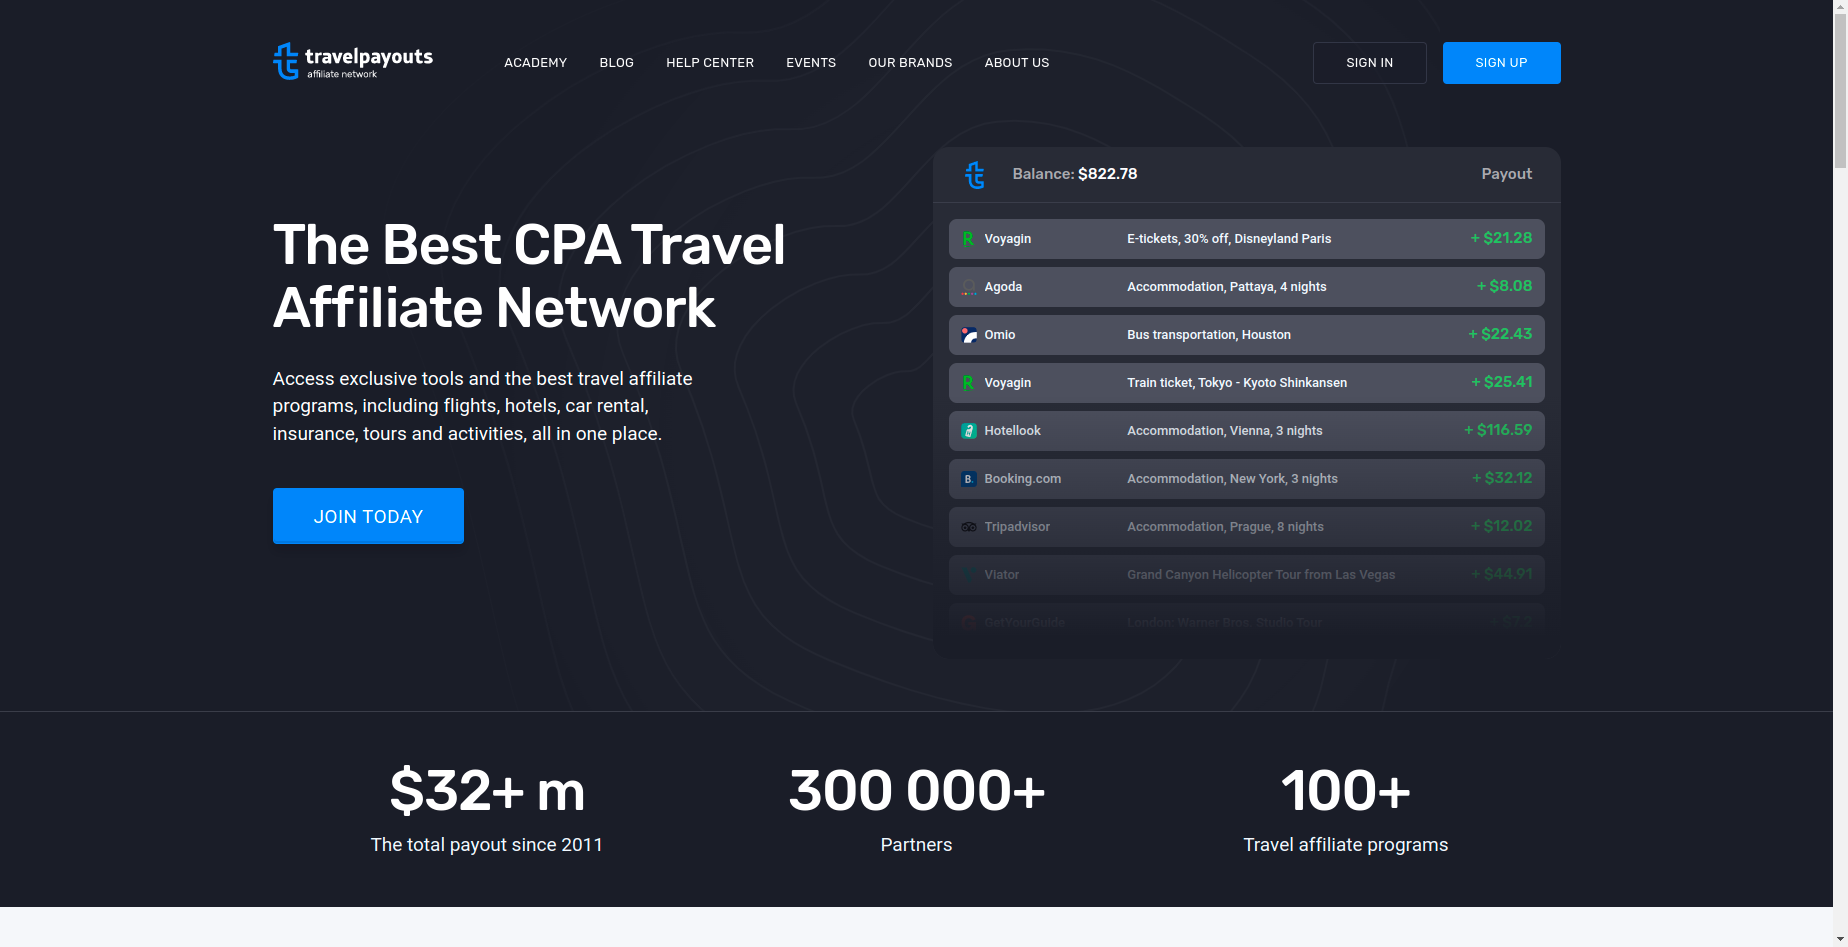 travelpayouts
affiliate network
ACADEMY
BLOG
HELP CENTER
EVENTS
OUR BRANDS
ABOUT US
SIGN IN
SIGN UP
The Best CPA Travel
Affiliate Network
Access exclusive tools and the best travel affiliate
programs, including flights, hotels, car rental,
insurance, tours and activities, all in one place.
JOIN TODAY
Balance: $822.78 Payout
Voyagin E-tickets, 30% off, Disneyland Paris + $21.28
Agoda Accommodation, Pattaya, 4 nights + $8.08
Omio Bus transportation, Houston + $22.43
Voyagin Train ticket, Tokyo - Kyoto Shinkansen + $25.41
Hotellook Accommodation, Vienna, 3 nights + $116.59
B. Booking.com Accommodation, New York, 3 nights + $32.12
Tripadvisor Accommodation, Prague, 8 nights + $12.02
Viator Grand Canyon Helicopter Tour from Las Vegas + $44.91
GetYourGuide London: Warner Bros. Studio Tour + $7.2
$32+ m
The total payout since 2011
300 000+
Partners
100+
Travel affiliate programs